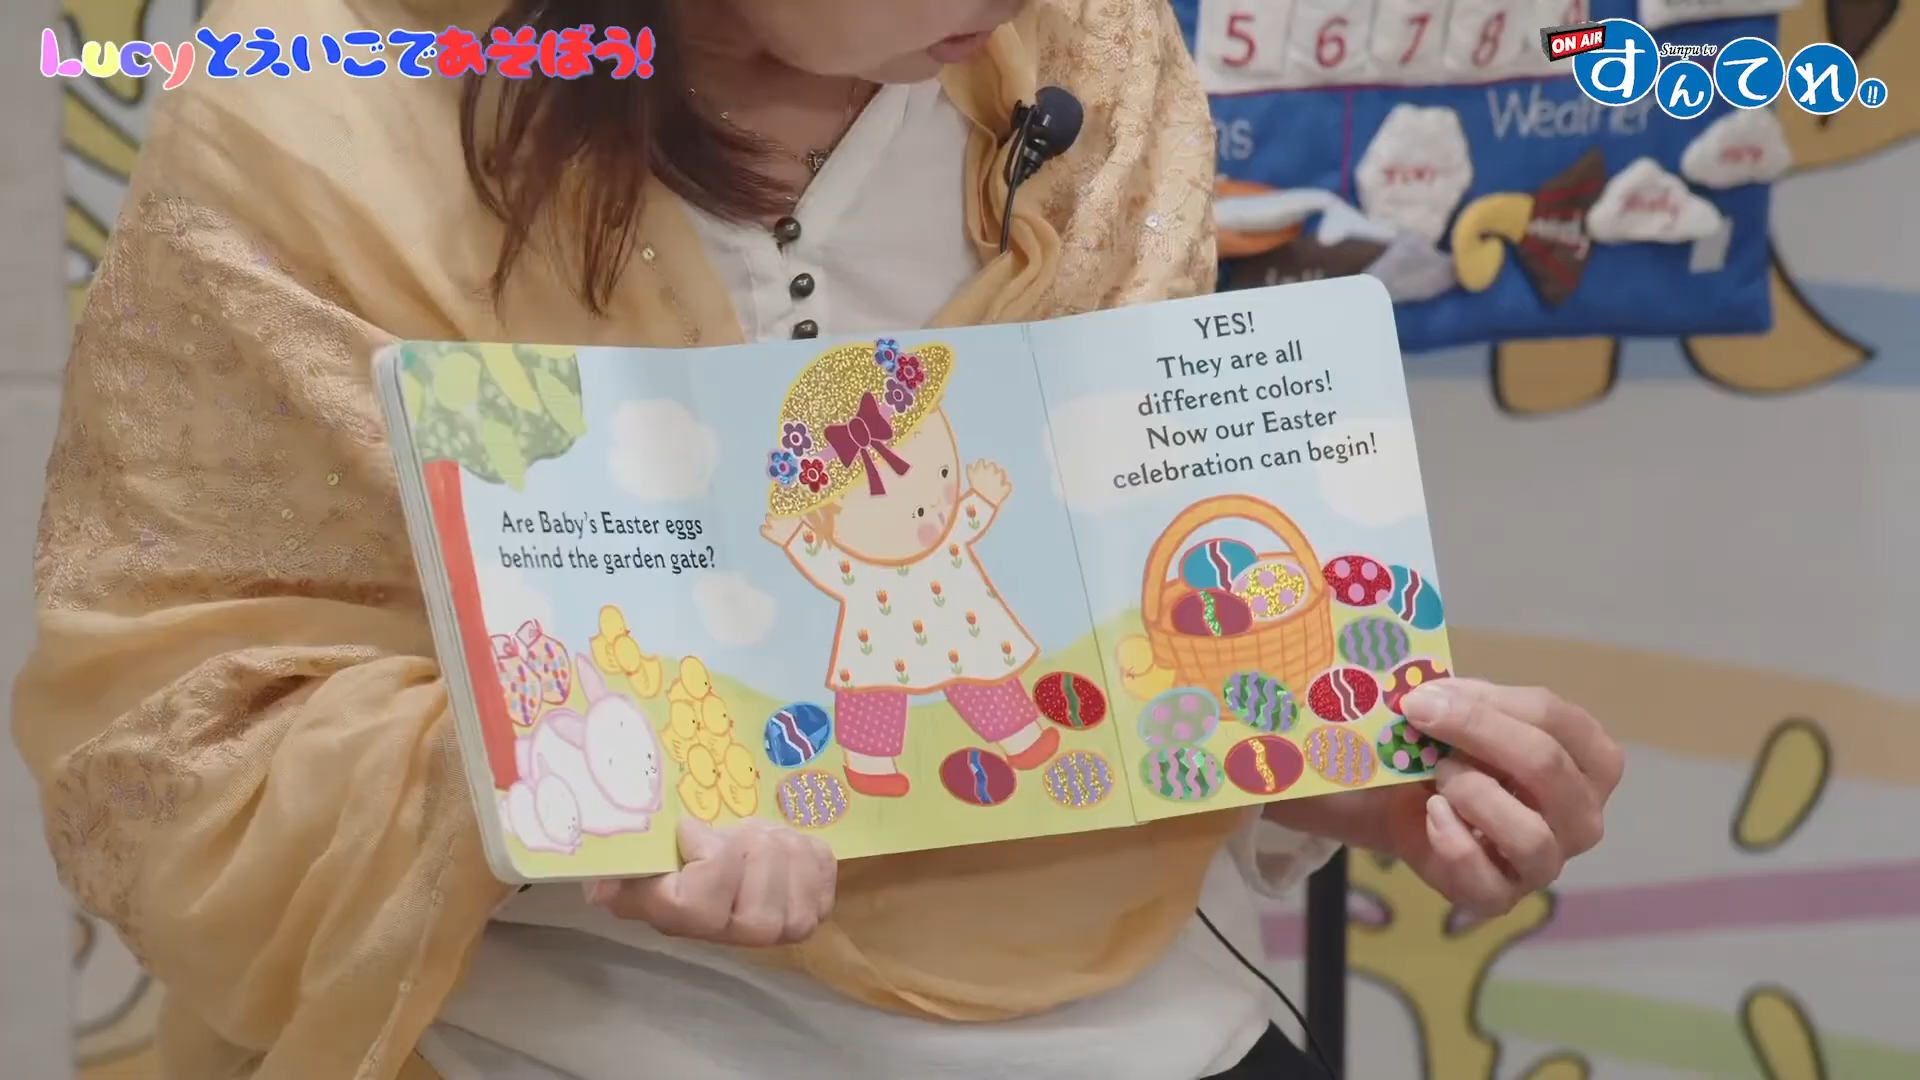 Lucyとえいごであそぼう!
ON AIR
Sunpu tv
すんてれ!!
5 6 7 8 9
Weather
Are Baby's Easter eggs
behind the garden gate?
YES!
They are all
different colors!
Now our Easter
celebration can begin!